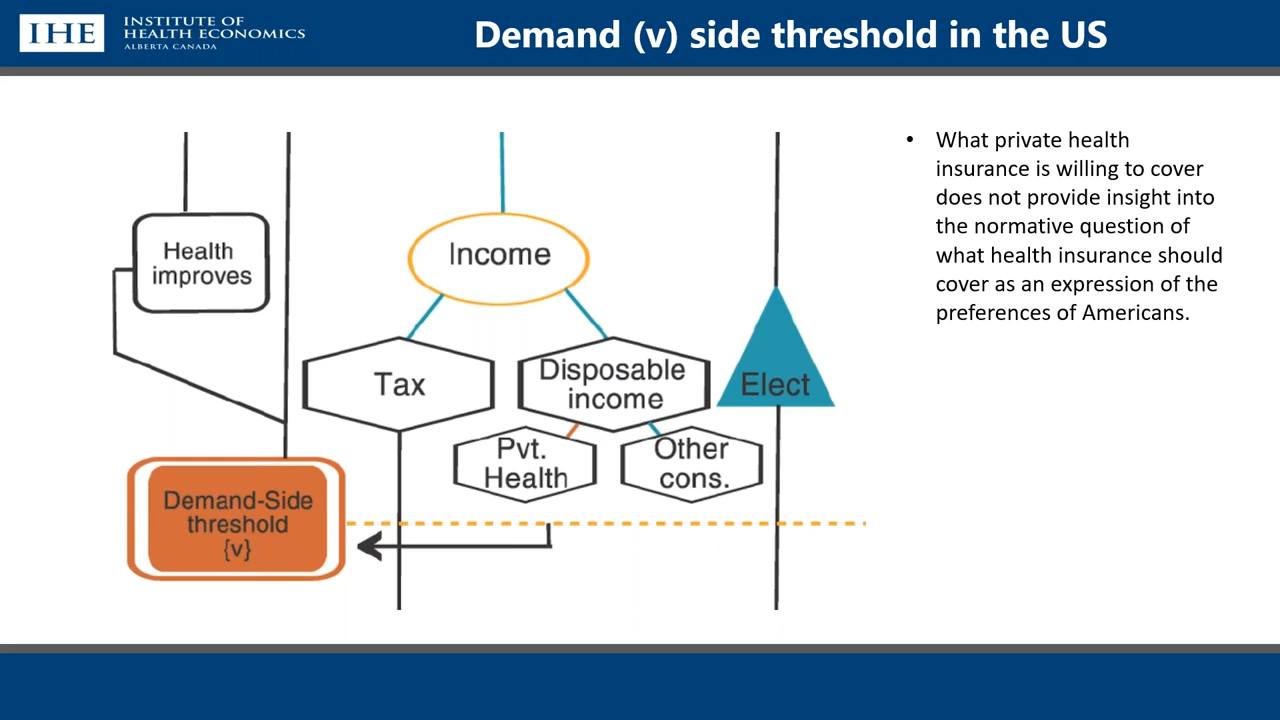 IHE
INSTITUTE OF
HEALTH ECONOMICS
ALBERTA CANADA
Demand (v) side threshold in the US
Health
improves
Income
Tax
Disposable
income
Elect
Pvt.
Health
Other
cons.
Demand-Side
threshold
{v}
• What private health
insurance is willing to cover
does not provide insight into
the normative question of
what health insurance should
cover as an expression of the
preferences of Americans.